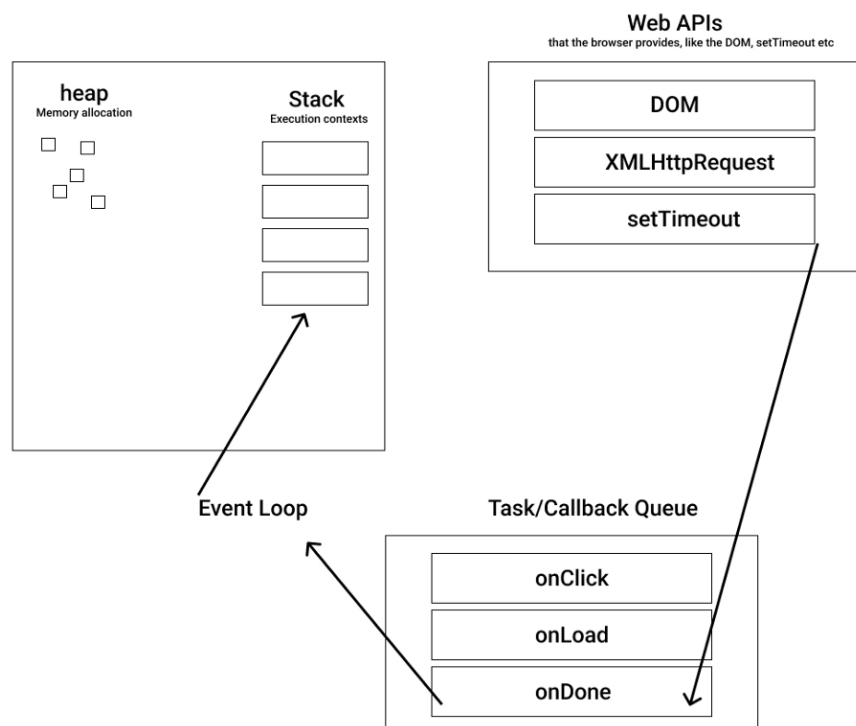 Web APIs
that the browser provides, like the DOM, setTimeout etc
heap
Memory allocation
Stack
Execution contexts
DOM
XMLHttpRequest
setTimeout
Event Loop
Task/Callback Queue
onClick
onLoad
onDone